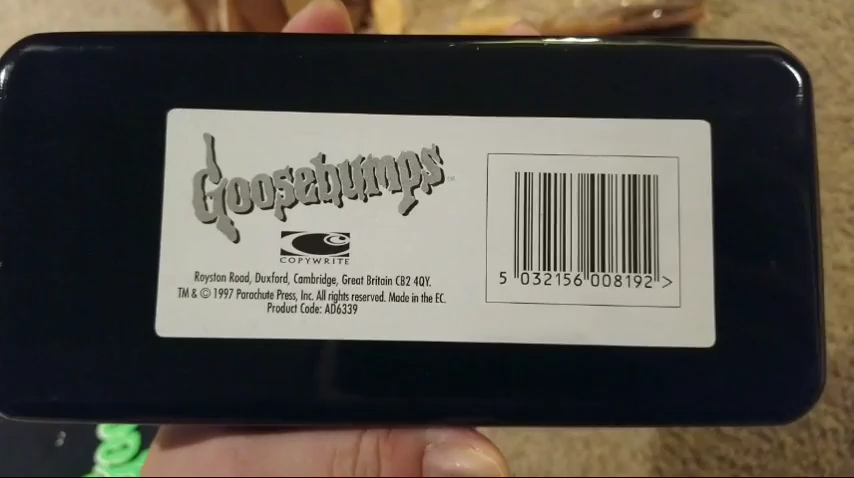 Goosebumps™
COPYWRITE
Royston Road, Duxford, Cambridge, Great Britain CB2 4QY.
TM & © 1997 Parachute Press, Inc. All rights reserved. Made in the EC.
Product Code: AD6339
5 032156 008192 >